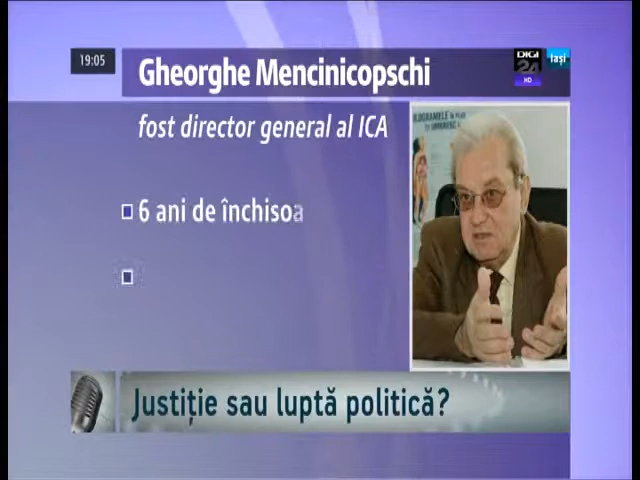 19:05
Gheorghe Mencinicopschi
DIGI
24
HD
Iași
fost director general al ICA
6 ani de închisoa
Justiție sau luptă politică?